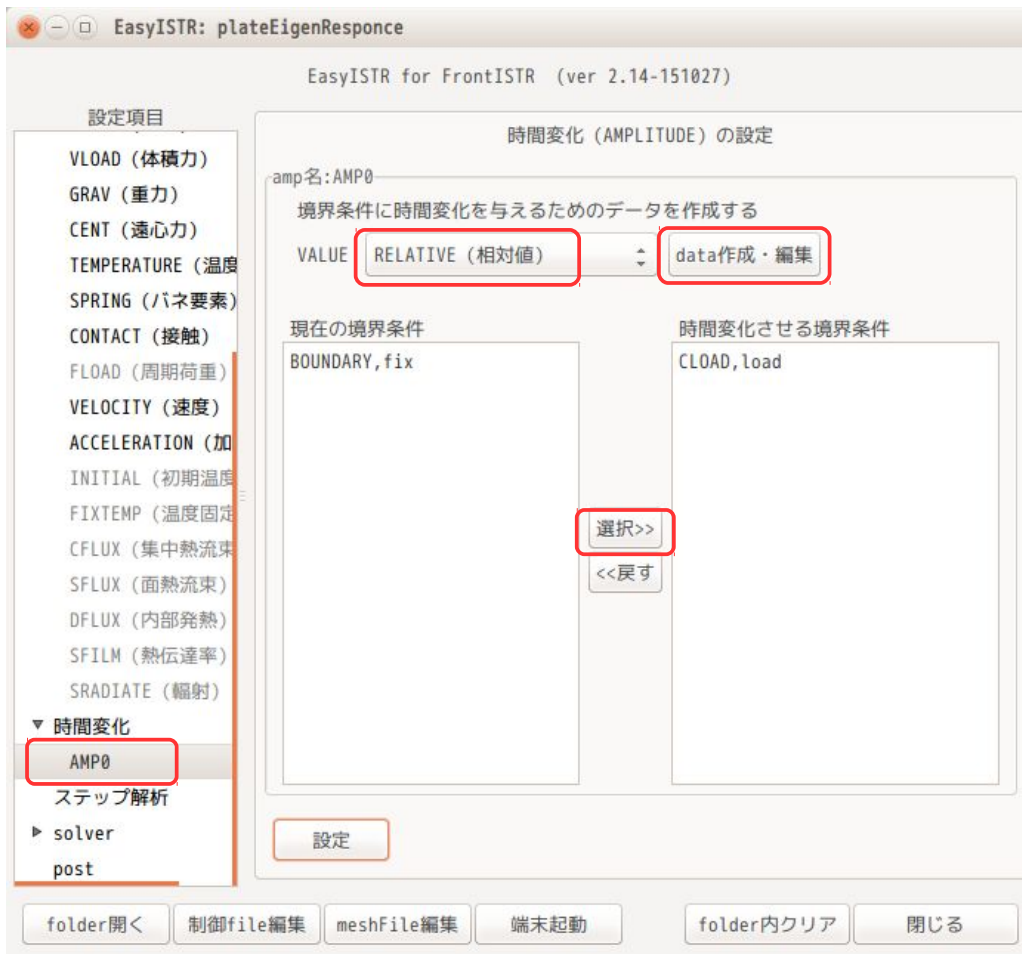 EasyISTR: plateEigenResponce
EasyISTR for FrontISTR (ver 2.14-151027)
設定項目
VLOAD (体積力)
GRAV (重力)
CENT (遠心力)
TEMPERATURE (温度
SPRING (バネ要素)
CONTACT (接触)
FLOAD (周期荷重)
VELOCITY (速度)
ACCELERATION (加
INITIAL (初期温度
FIXTEMP (温度固定
CFLUX (集中熱流束
SFLUX (面熱流束)
DFLUX (内部発熱)
SFILM (熱伝達率)
SRADIATE (輻射)
時間変化
AMP0
ステップ解析
solver
post
時間変化 (AMPLITUDE) の設定
amp名:AMP0
境界条件に時間変化を与えるためのデータを作成する
VALUE RELATIVE (相対値) data作成・編集
現在の境界条件
BOUNDARY,fix
選択>>
<<戻す
時間変化させる境界条件
CLOAD,load
設定
folder開く 制御file編集 meshFile編集 端末起動 folder内クリア 閉じる